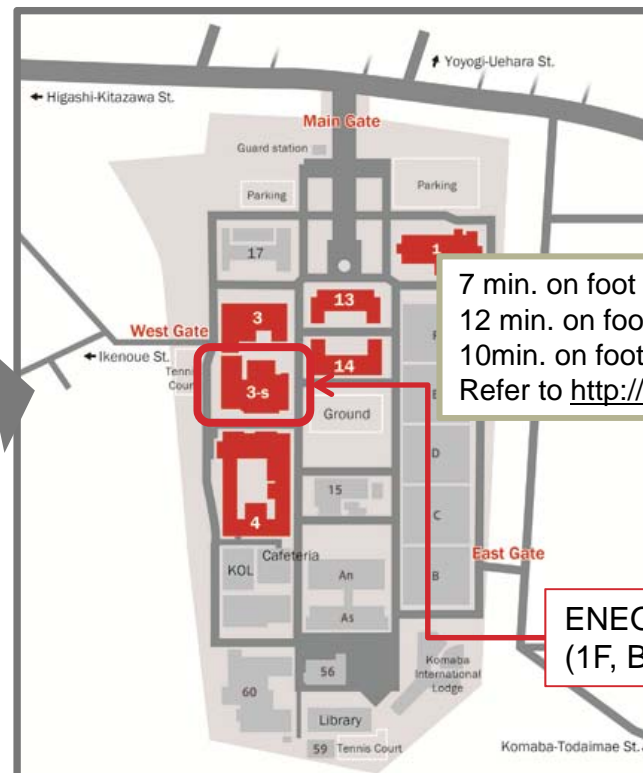 Yoyogi-Uehara St.
Higashi-Kitazawa St.
Main Gate
Guard station
Parking
Parking
17
1
13
3
7 min. on foot
West Gate
12 min. on
14
Ikenoue St.
10min. on foot
Tennis
3-s
Refer to http://
Ground
D
15
4
C
Cafeteria
East Gate
KOL
An
B
As
ENEO
(1F, B
56
Komaba
International
Lodge
60
Library
59
Tennis Court
Komaba-Todaimae St.